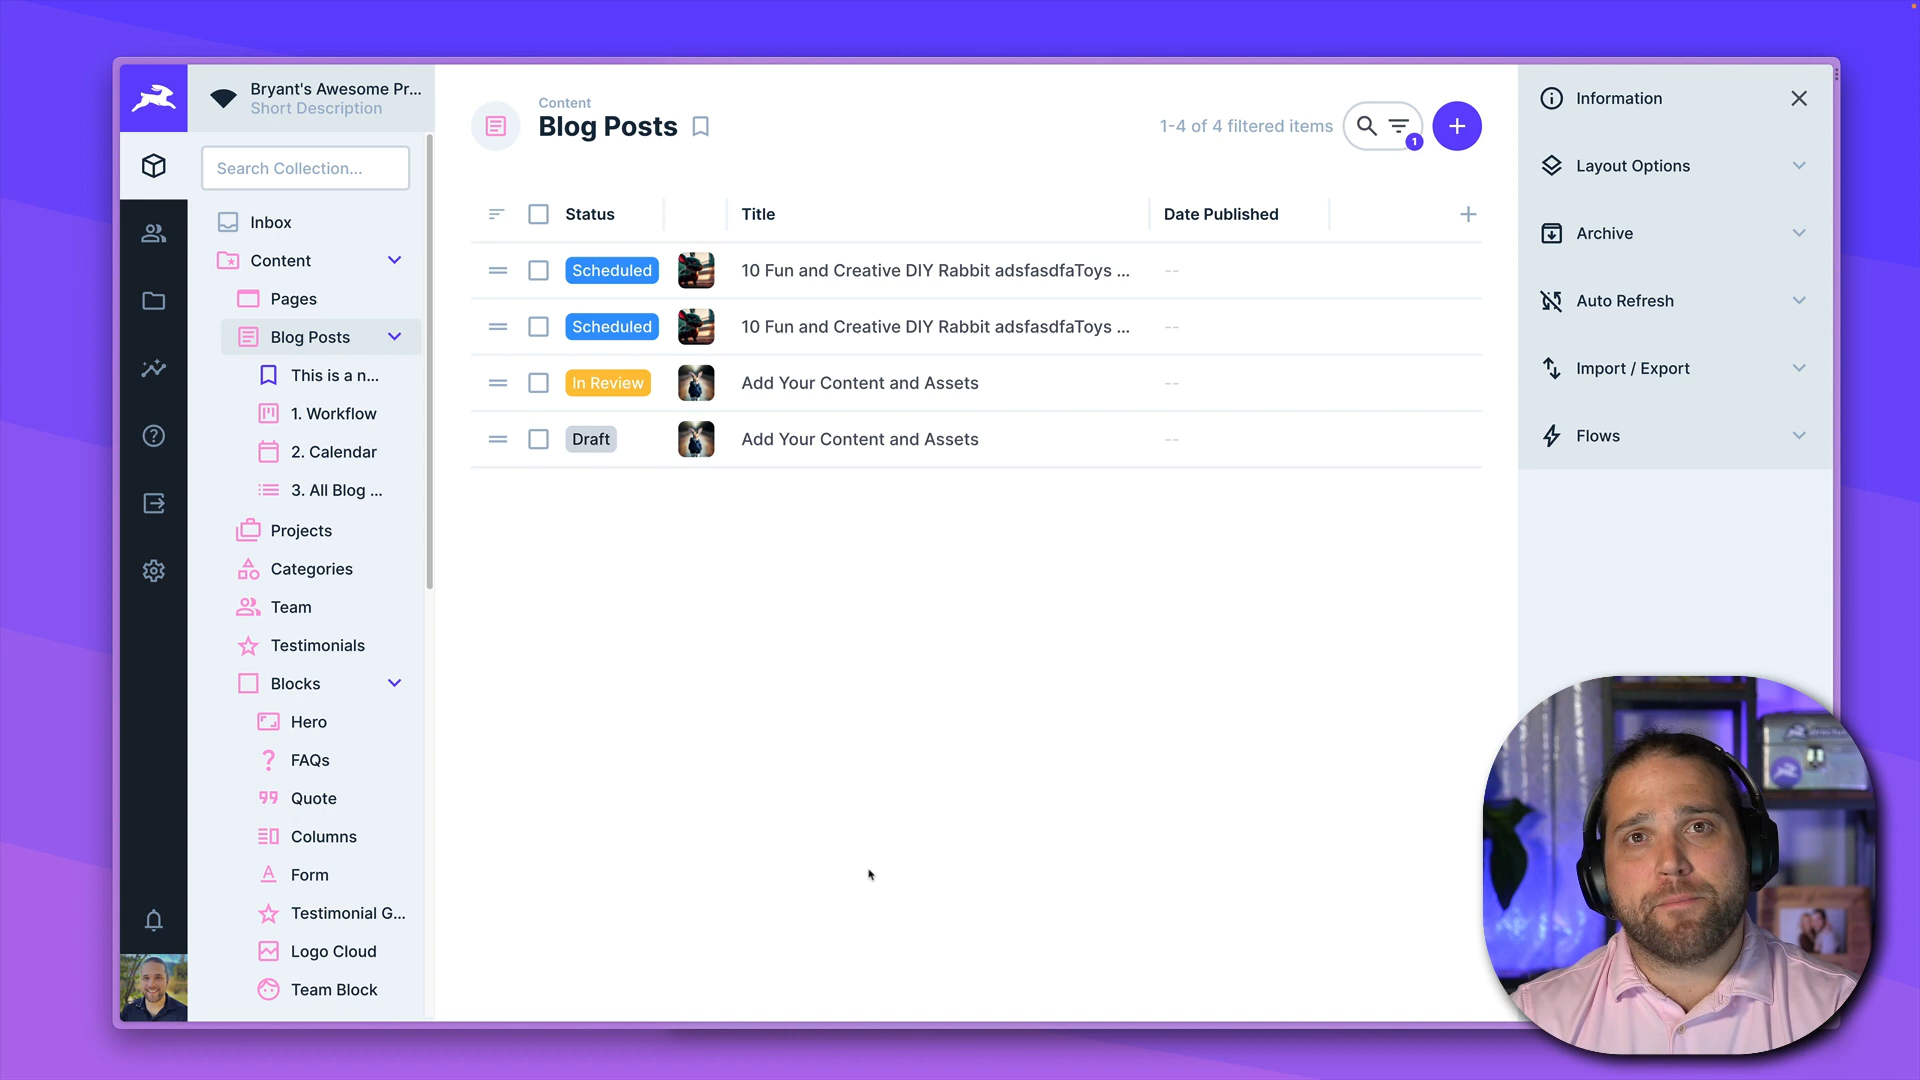 Bryant's Awesome Pr...
Short Description
Search Collection...
Inbox
Content
Pages
Blog Posts
This is a n...
1. Workflow
2. Calendar
3. All Blog ...
Projects
Categories
Team
Testimonials
Blocks
Hero
FAQs
Quote
Columns
Form
Testimonial G...
Logo Cloud
Team Block
Content
Blog Posts
1-4 of 4 filtered items
1
Status Title Date Published
Scheduled 10 Fun and Creative DIY Rabbit adsfasdfaToys ... --
Scheduled 10 Fun and Creative DIY Rabbit adsfasdfaToys ... --
In Review Add Your Content and Assets --
Draft Add Your Content and Assets --
Information
Layout Options
Archive
Auto Refresh
Import / Export
Flows